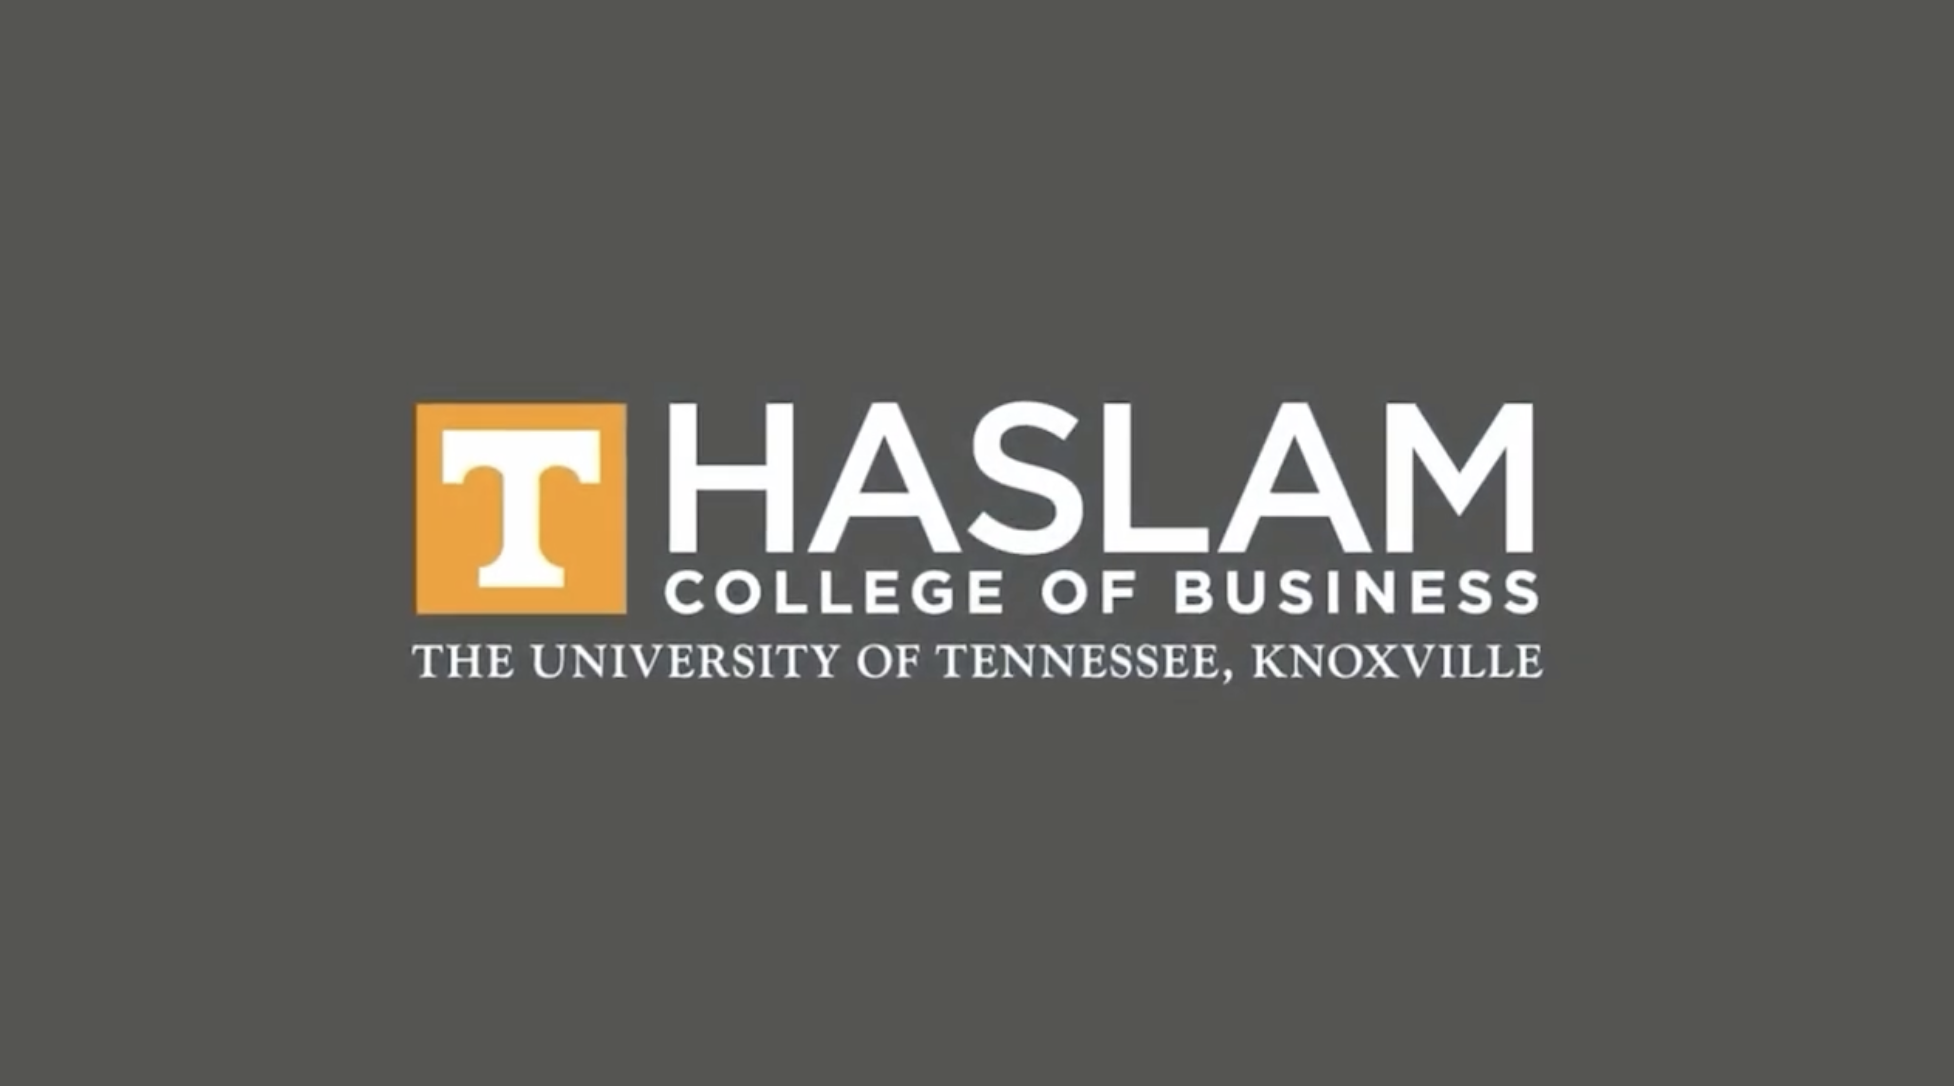 T HASLAM
COLLEGE OF BUSINESS
THE UNIVERSITY OF TENNESSEE, KNOXVILLE